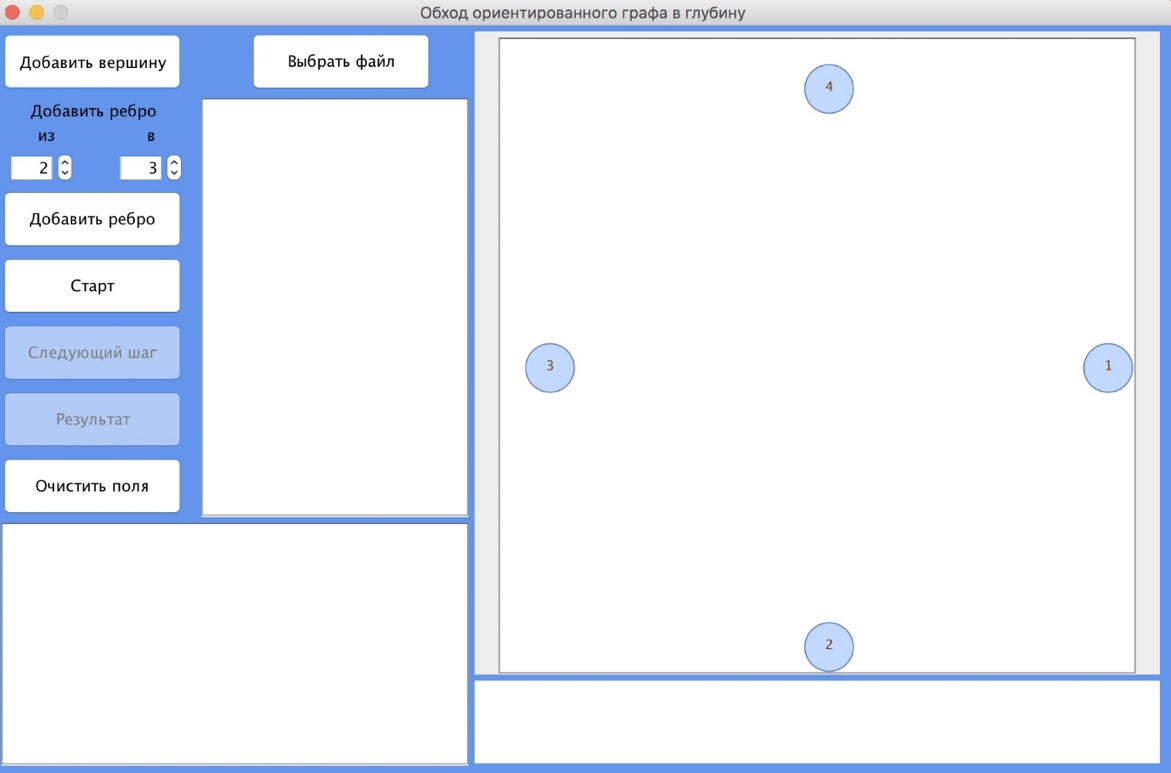 Обход ориентированного графа в глубину
Добавить вершину
Выбрать файл
Добавить ребро
из в
2 3
Добавить ребро
Старт
Следующий шаг
Результат
Очистить поля
4
3
1
2